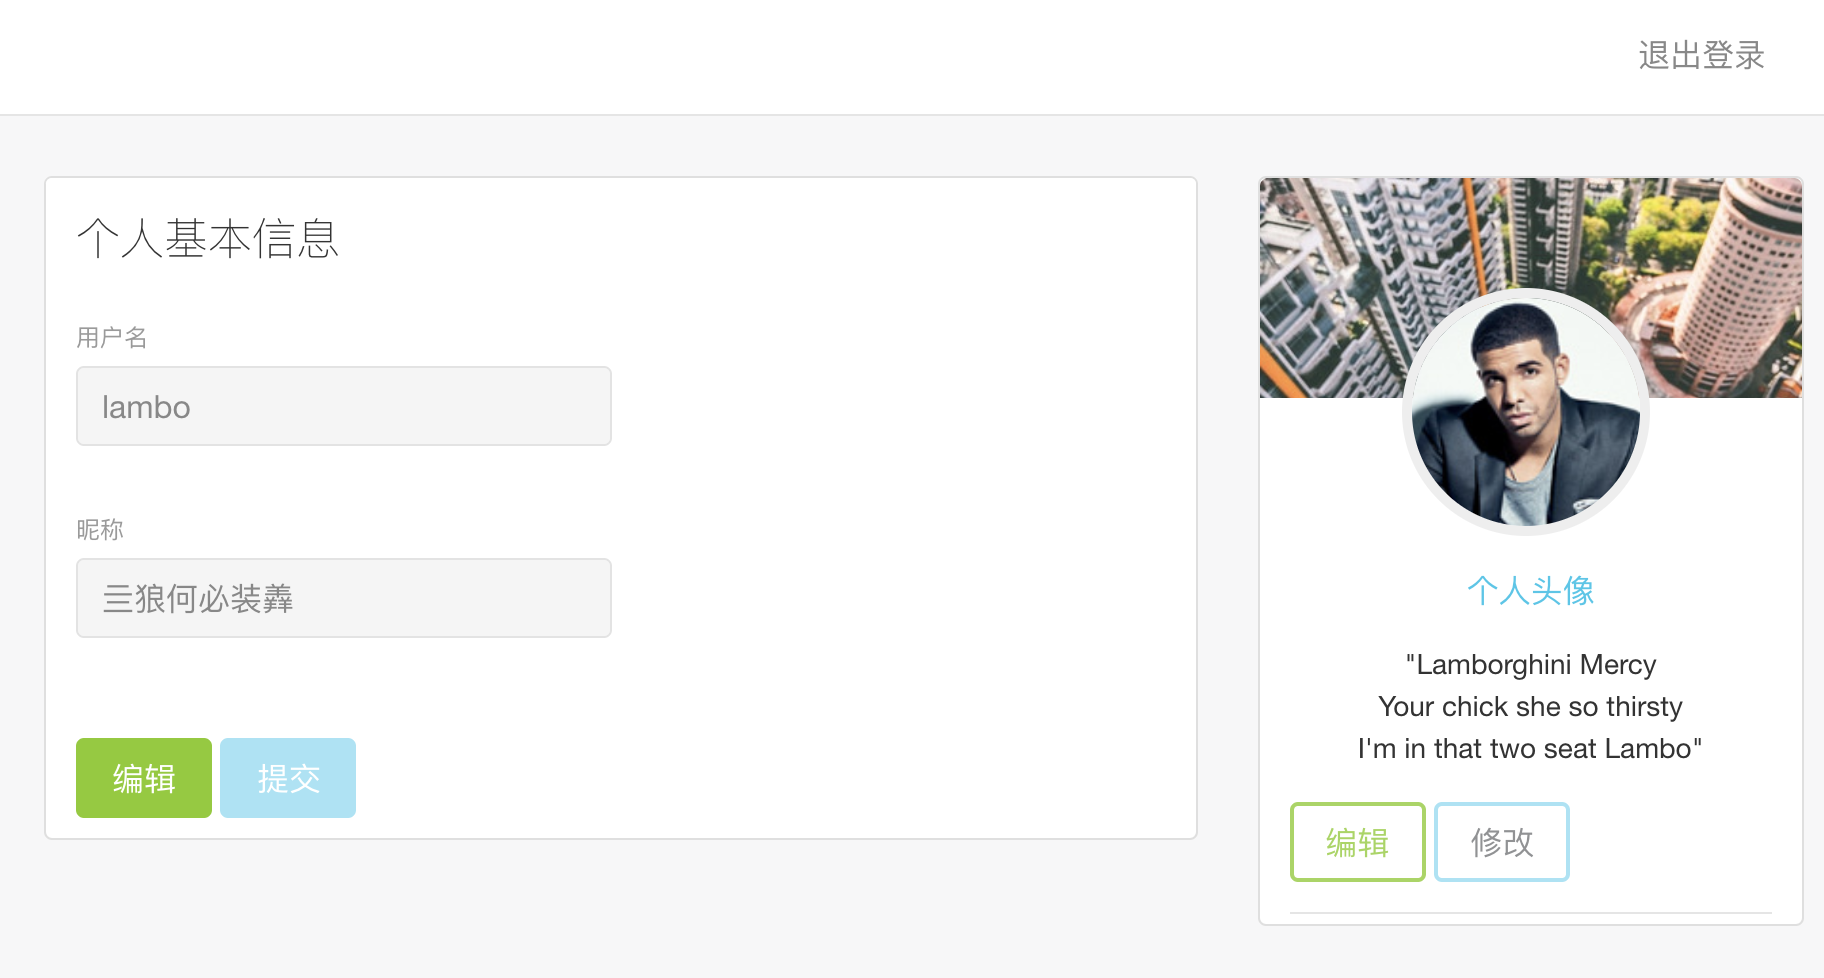 退出登录
个人基本信息
用户名
lambo
昵称
亖狼何必装羴
编辑 提交
个人头像
"Lamborghini Mercy
Your chick she so thirsty
I'm in that two seat Lambo"
编辑 修改